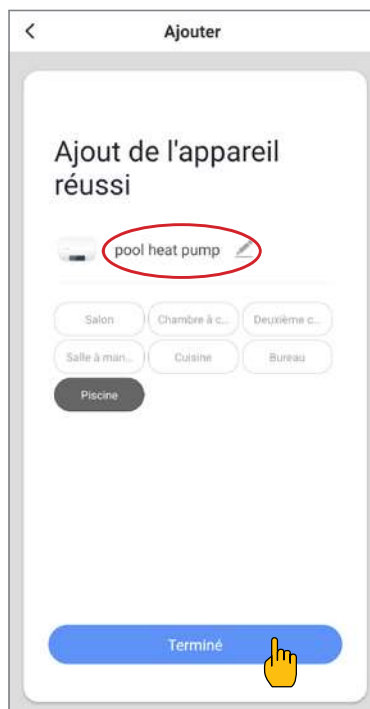 Ajouter
Ajout de l'appareil
réussi
pool heat pump
Salon
Chambre à c...
Deuxième c...
Salle à man...
Cuisine
Bureau
Piscine
Terminé